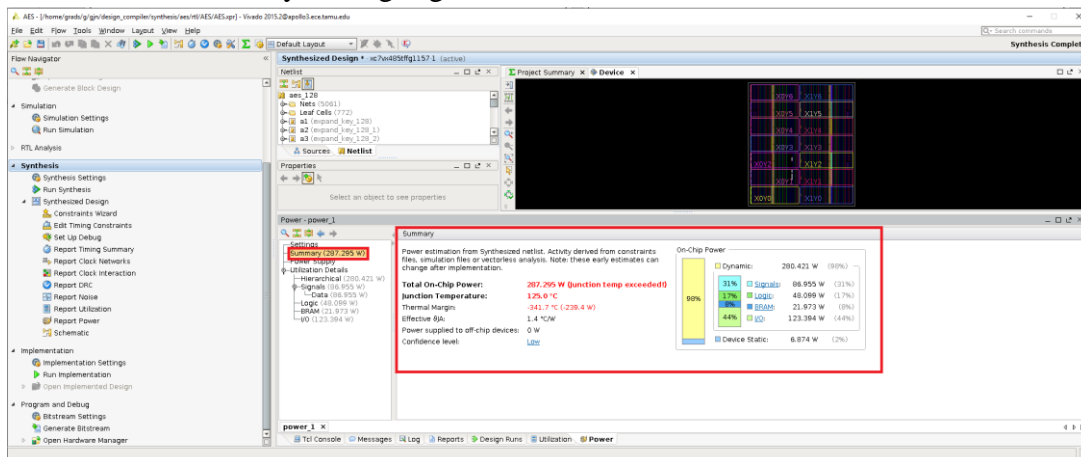 AES - [/home/grads/g/gjn/design_compiler/synthesis/aes/rtl/AES/AES.xpr] - Vivado 2015.2@apollo3.ece.tamu.edu
File Edit Flow Tools Window Layout View Help
Search commands
Default Layout
Synthesis Complet
Flow Navigator
Generate Block Design
Simulation
Simulation Settings
Run Simulation
RTL Analysis
Synthesis
Synthesis Settings
Run Synthesis
Synthesized Design
Constraints Wizard
Edit Timing Constraints
Set Up Debug
Report Timing Summary
Report Clock Networks
Report Clock Interaction
Report DRC
Report Noise
Report Utilization
Report Power
Schematic
Implementation
Implementation Settings
Run Implementation
Open Implemented Design
Program and Debug
Bitstream Settings
Generate Bitstream
Open Hardware Manager
Synthesized Design * xc7vx485tffg1157-1 (active)
Netlist
aes_128
Nets (5061)
Leaf Cells (772)
a1 (expand_key_128)
a2 (expand_key_128_1)
a3 (expand_key_128_2)
Sources Netlist
Properties
Select an object to see properties
Project Summary Device
X0Y6 X1Y6
X0Y5 X1Y5
X0Y4 X1Y4
X0Y3 X1Y3
X0Y2 X1Y2
X0Y1 X1Y1
X0Y0 X1Y0
Power - power_1
Settings
Summary (287.295 W)
Power Supply
Utilization Details
Hierarchical (280.421 W)
Signals (86.955 W)
Data (86.955 W)
Logic (48.099 W)
BRAM (21.973 W)
I/O (123.394 W)
Summary
Power estimation from Synthesized netlist. Activity derived from constraints
files, simulation files or vectorless analysis. Note: these early estimates can
change after implementation.
Total On-Chip Power: 287.295 W (Junction temp exceeded!)
Junction Temperature: 125.0 °C
Thermal Margin: -341.7 °C (-239.4 W)
Effective θJA: 1.4 °C/W
Power supplied to off-chip devices: 0 W
Confidence level: Low
On-Chip Power
98%
Dynamic: 280.421 W (98%)
31% Signals: 86.955 W (31%)
17% Logic: 48.099 W (17%)
8% BRAM: 21.973 W (8%)
44% I/O: 123.394 W (44%)
Device Static: 6.874 W (2%)
power_1
Tcl Console Messages Log Reports Design Runs Utilization Power